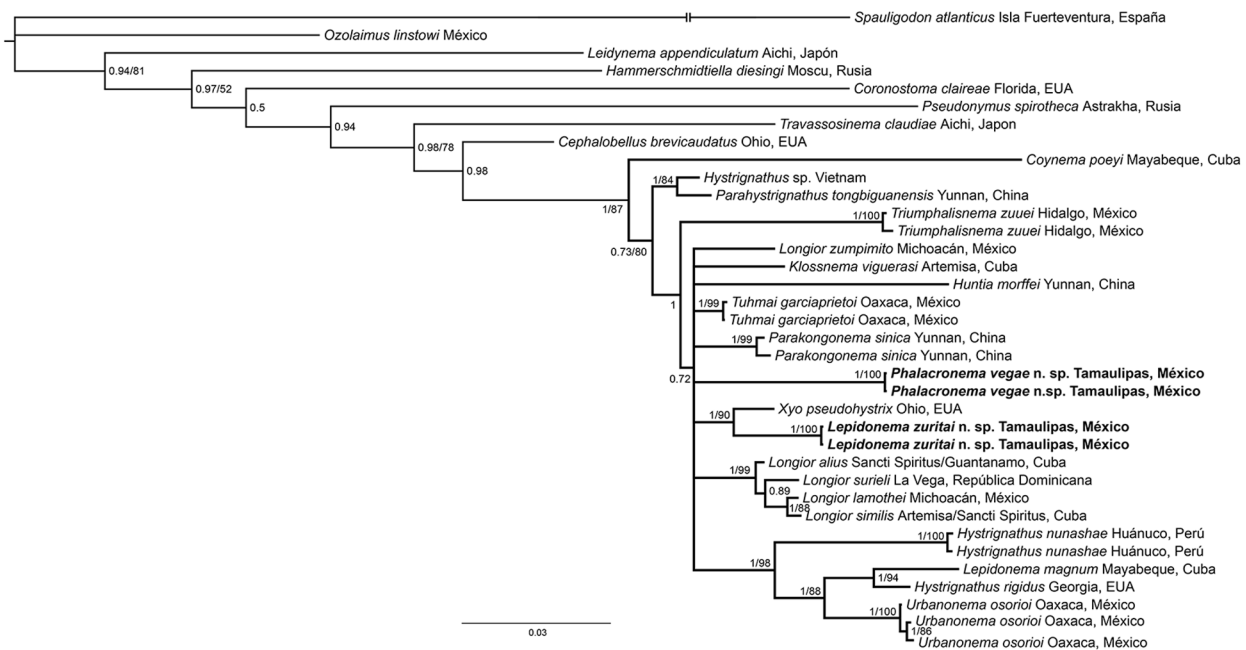 Spauligodon atlanticus Isla Fuerteventura, España
Ozolaimus linstowi México
Leidynema appendiculatum Aichi, Japón
0.94/81
Hammerschmidtiella diesingi Moscu, Rusia
0.97/52
Coronostoma claireae Florida, EUA
0.5
Pseudonymus spirotheca Astrakha, Rusia
0.94
Travassosinema claudiae Aichi, Japon
0.98/78
Cephalobellus brevicaudatus Ohio, EUA
0.98
Coynema poeyi Mayabeque, Cuba
1/87
1/84
Hystrignathus sp. Vietnam
Parahystrignathus tongbiguanensis Yunnan, China
0.73/80
1/100
Triumphalisnema zuuei Hidalgo, México
Triumphalisnema zuuei Hidalgo, México
Longior zumpimito Michoacán, México
Klossnema viguerasi Artemisa, Cuba
Huntia morffei Yunnan, China
1
1/99
Tuhmai garciaprietoi Oaxaca, México
Tuhmai garciaprietoi Oaxaca, México
1/99
Parakongonema sinica Yunnan, China
Parakongonema sinica Yunnan, China
0.72
1/100
Phalacronema vegae n. sp. Tamaulipas, México
Phalacronema vegae n.sp. Tamaulipas, México
1/90
Xyo pseudohystrix Ohio, EUA
1/100
Lepidonema zuritai n. sp. Tamaulipas, México
Lepidonema zuritai n. sp. Tamaulipas, México
1/99
Longior alius Sancti Spiritus/Guantanamo, Cuba
Longior surieli La Vega, República Dominicana
0.89
Longior lamothei Michoacán, México
1/88
Longior similis Artemisa/Sancti Spiritus, Cuba
1/98
1/100
Hystrignathus nunashae Huánuco, Perú
Hystrignathus nunashae Huánuco, Perú
1/88
Lepidonema magnum Mayabeque, Cuba
1/94
Hystrignathus rigidus Georgia, EUA
1/100
Urbanonema osorioi Oaxaca, México
Urbanonema osorioi Oaxaca, México
1/86
Urbanonema osorioi Oaxaca, México
0.03